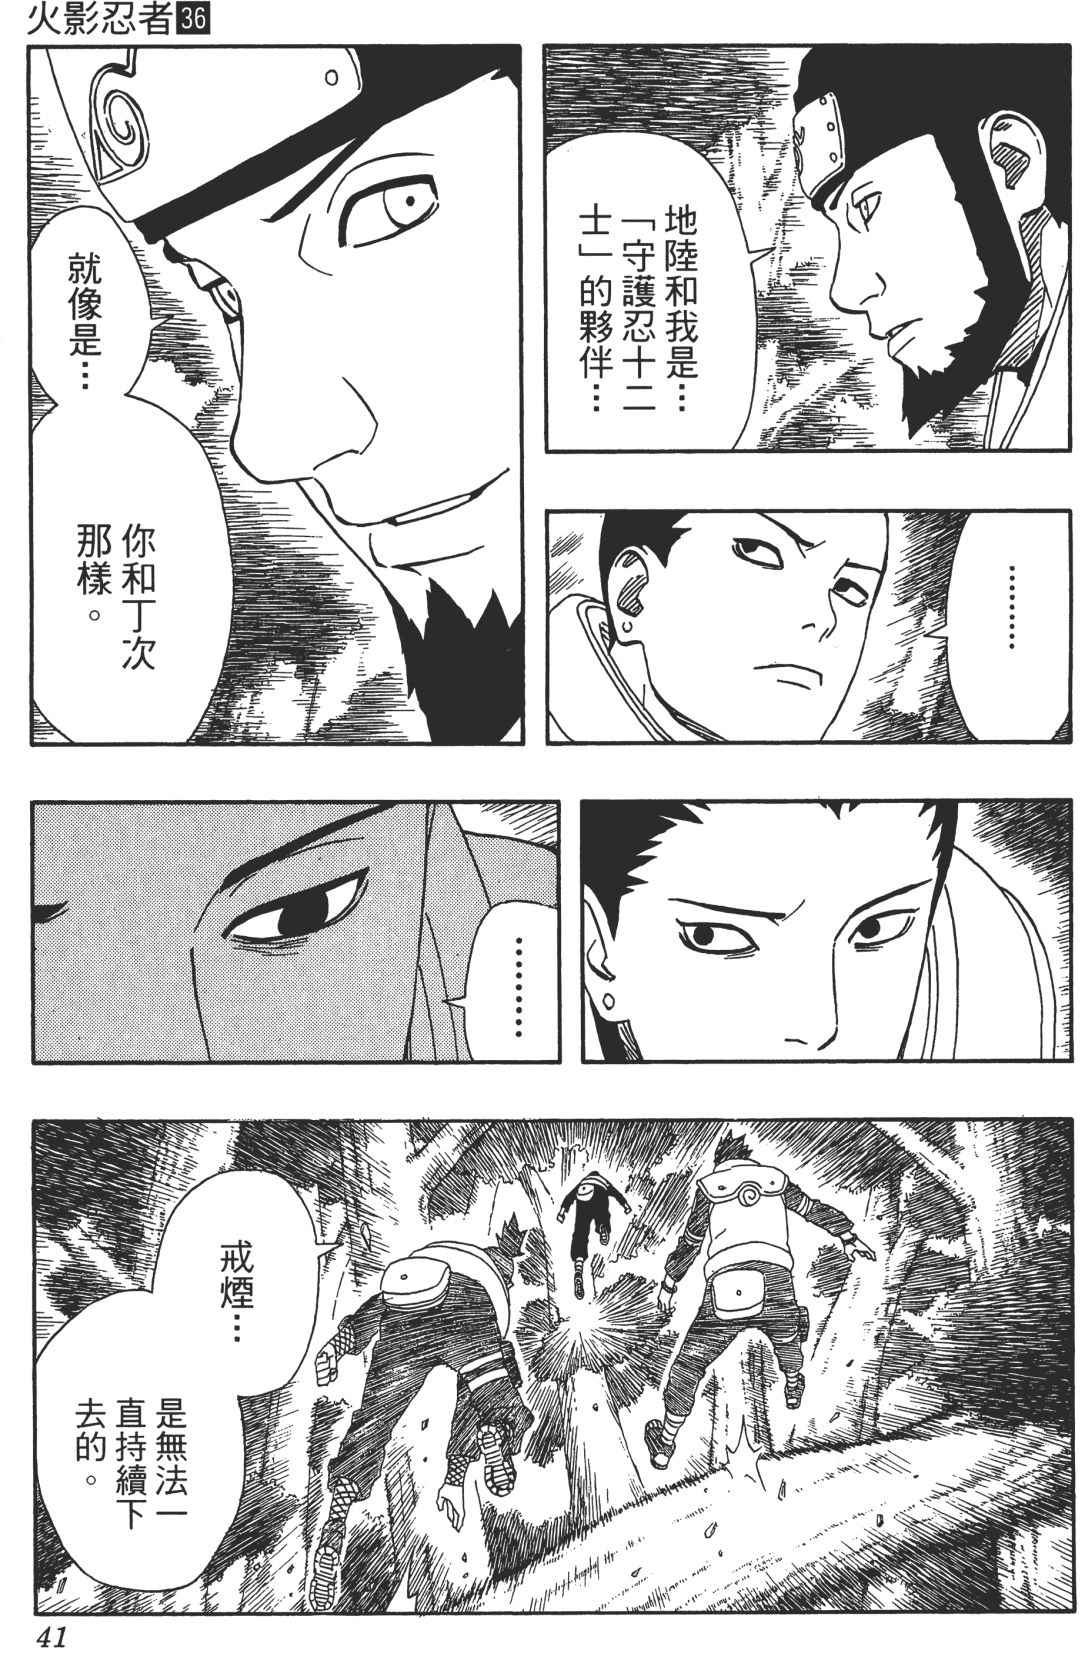 火影忍者36
地陸和我是…
「守護忍十二
士」的夥伴…
………
就像是…
你和丁次
那樣。
………
戒煙…
是無法一
直持續下
去的。
41